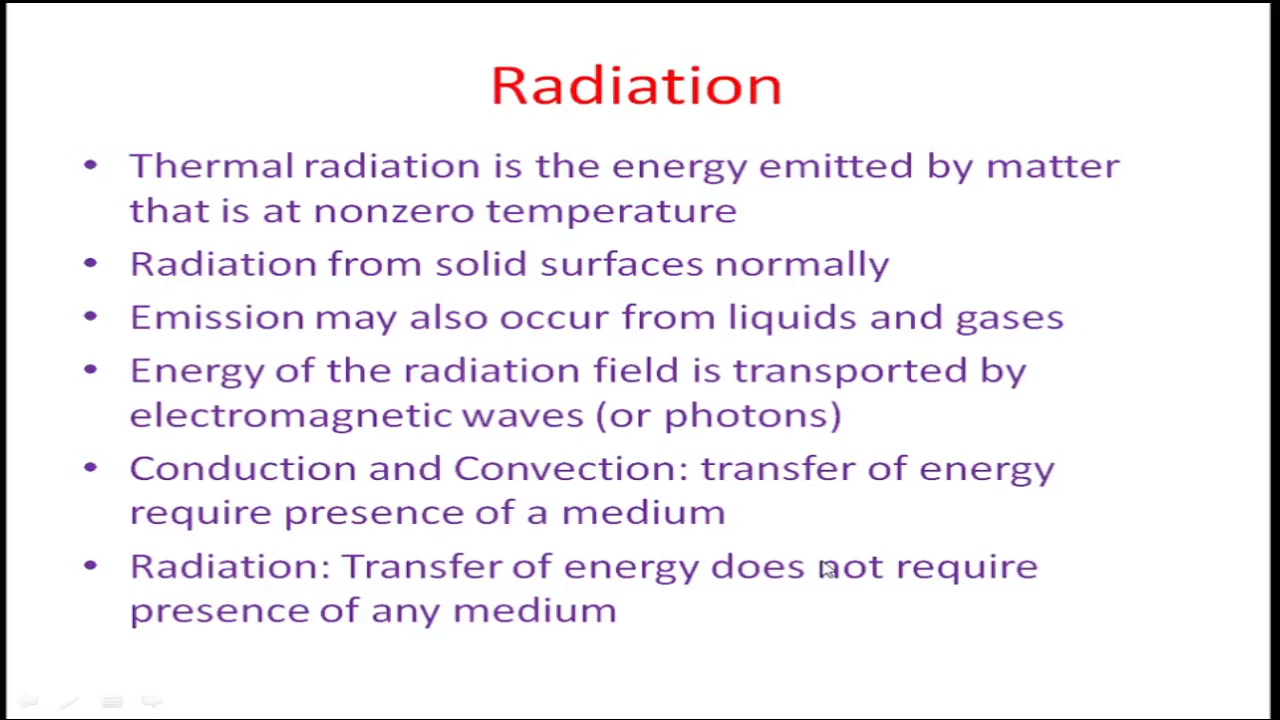 Radiation
• Thermal radiation is the energy emitted by matter
that is at nonzero temperature
• Radiation from solid surfaces normally
• Emission may also occur from liquids and gases
• Energy of the radiation field is transported by
electromagnetic waves (or photons)
• Conduction and Convection: transfer of energy
require presence of a medium
• Radiation: Transfer of energy does not require
presence of any medium